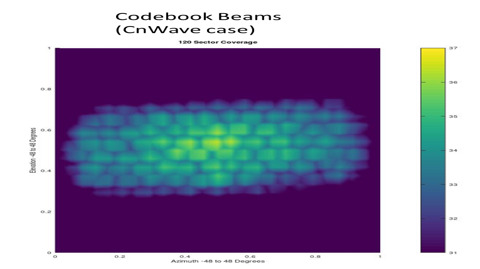 Codebook Beams
(CnWave case)
120 Sector Coverage
1
0.8
0.6
0.4
0.2
0
Elevation -48 to 48 Degrees
0 0.2 0.4 0.6 0.8 1
Azimuth -48 to 48 Degrees
37
36
35
34
33
32
31